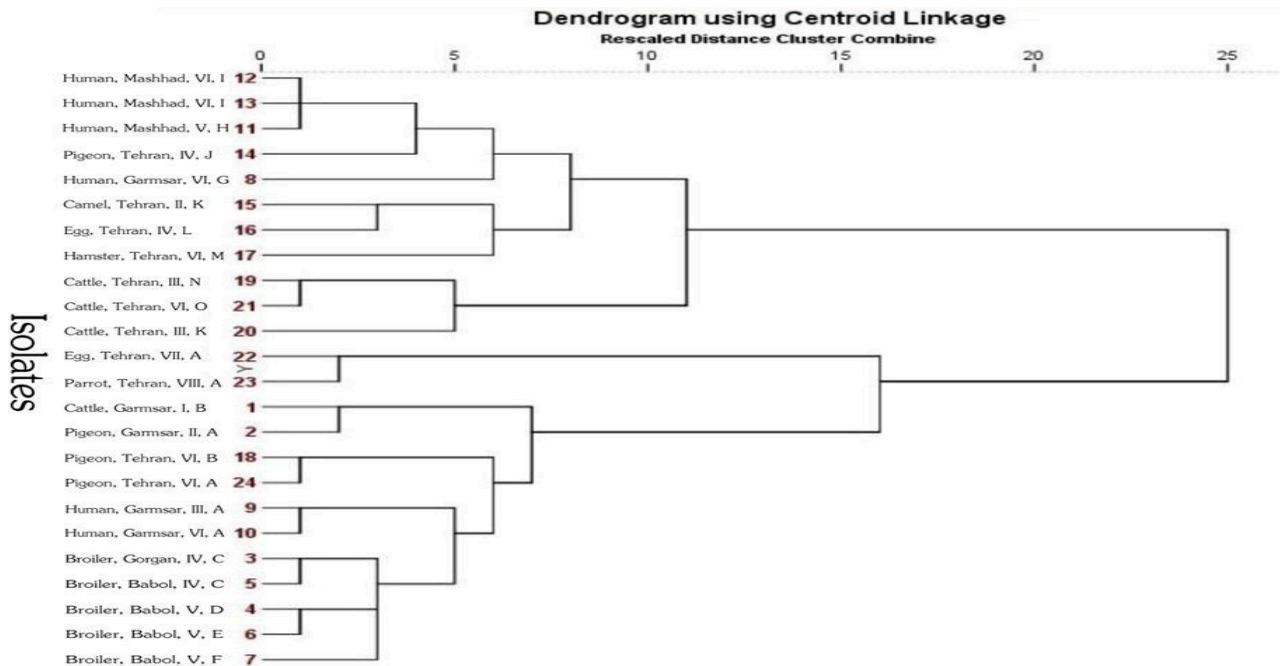 Dendrogram using Centroid Linkage
Rescaled Distance Cluster Combine
0 5 10 15 20 25
Human, Mashhad, VI, I 12
Human, Mashhad, VI, I 13
Human, Mashhad, V, H 11
Pigeon, Tehran, IV, J 14
Human, Garmsar, VI, G 8
Camel, Tehran, II, K 15
Egg, Tehran, IV, L 16
Hamster, Tehran, VI, M 17
Cattle, Tehran, III, N 19
Cattle, Tehran, VI, O 21
Cattle, Tehran, III, K 20
Egg, Tehran, VII, A 22
Y
Parrot, Tehran, VIII, A 23
Cattle, Garmsar, I, B 1
Pigeon, Garmsar, II, A 2
Pigeon, Tehran, VI, B 18
Pigeon, Tehran, VI, A 24
Human, Garmsar, III, A 9
Human, Garmsar, VI, A 10
Broiler, Gorgan, IV, C 3
Broiler, Babol, IV, C 5
Broiler, Babol, V, D 4
Broiler, Babol, V, E 6
Broiler, Babol, V, F 7
Isolates